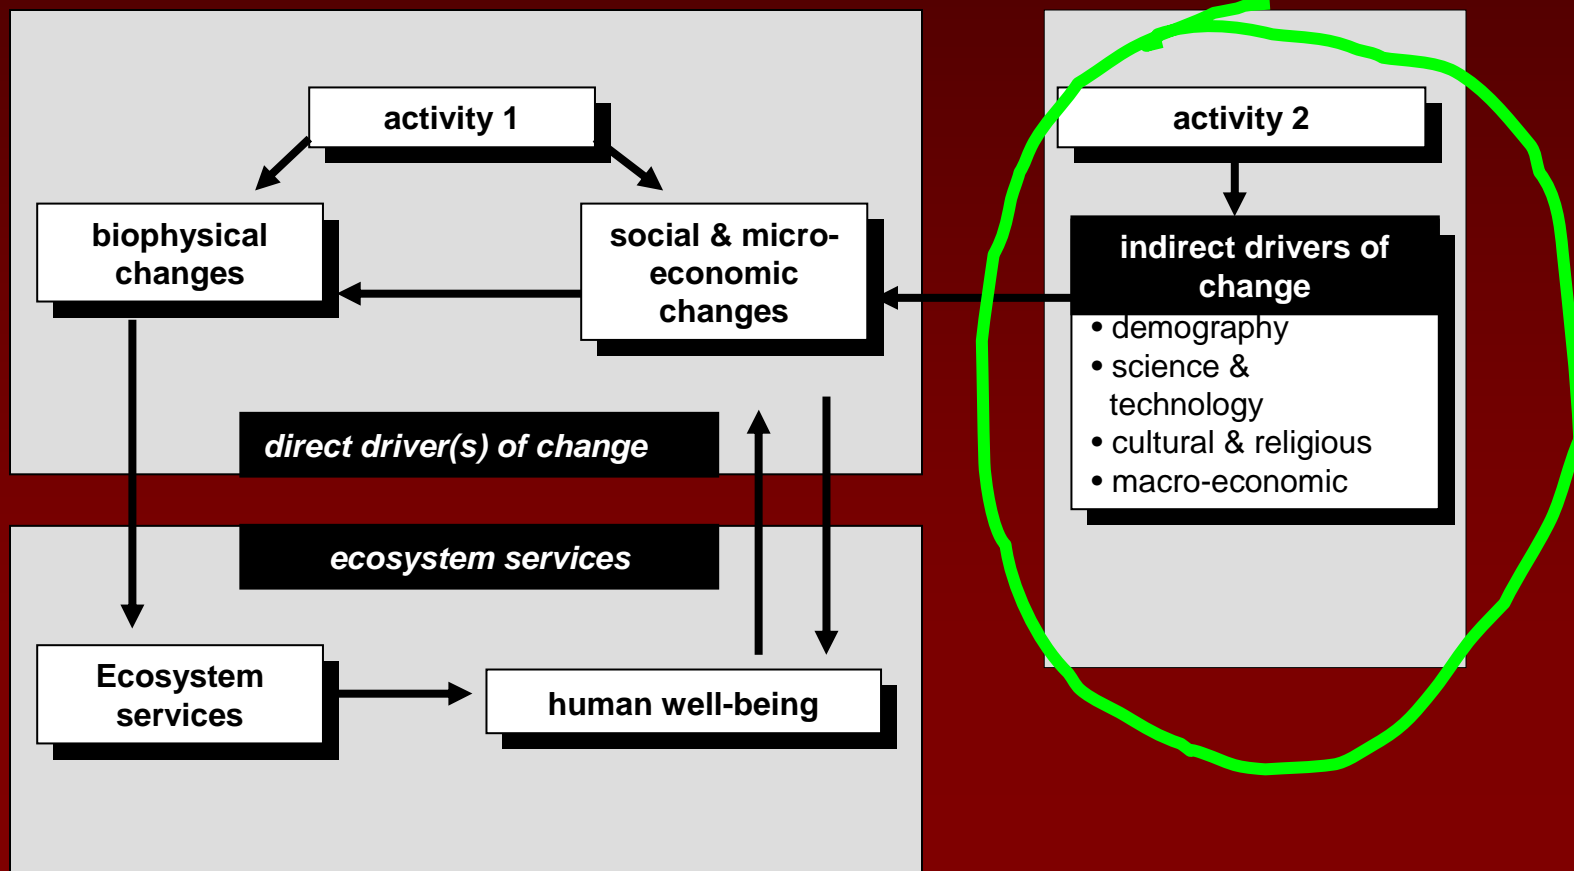 activity 1
biophysical
changes
social & micro-
economic
changes
direct driver(s) of change
ecosystem services
Ecosystem
services
human well-being
activity 2
indirect drivers of
change
• demography
• science &
technology
• cultural & religious
• macro-economic